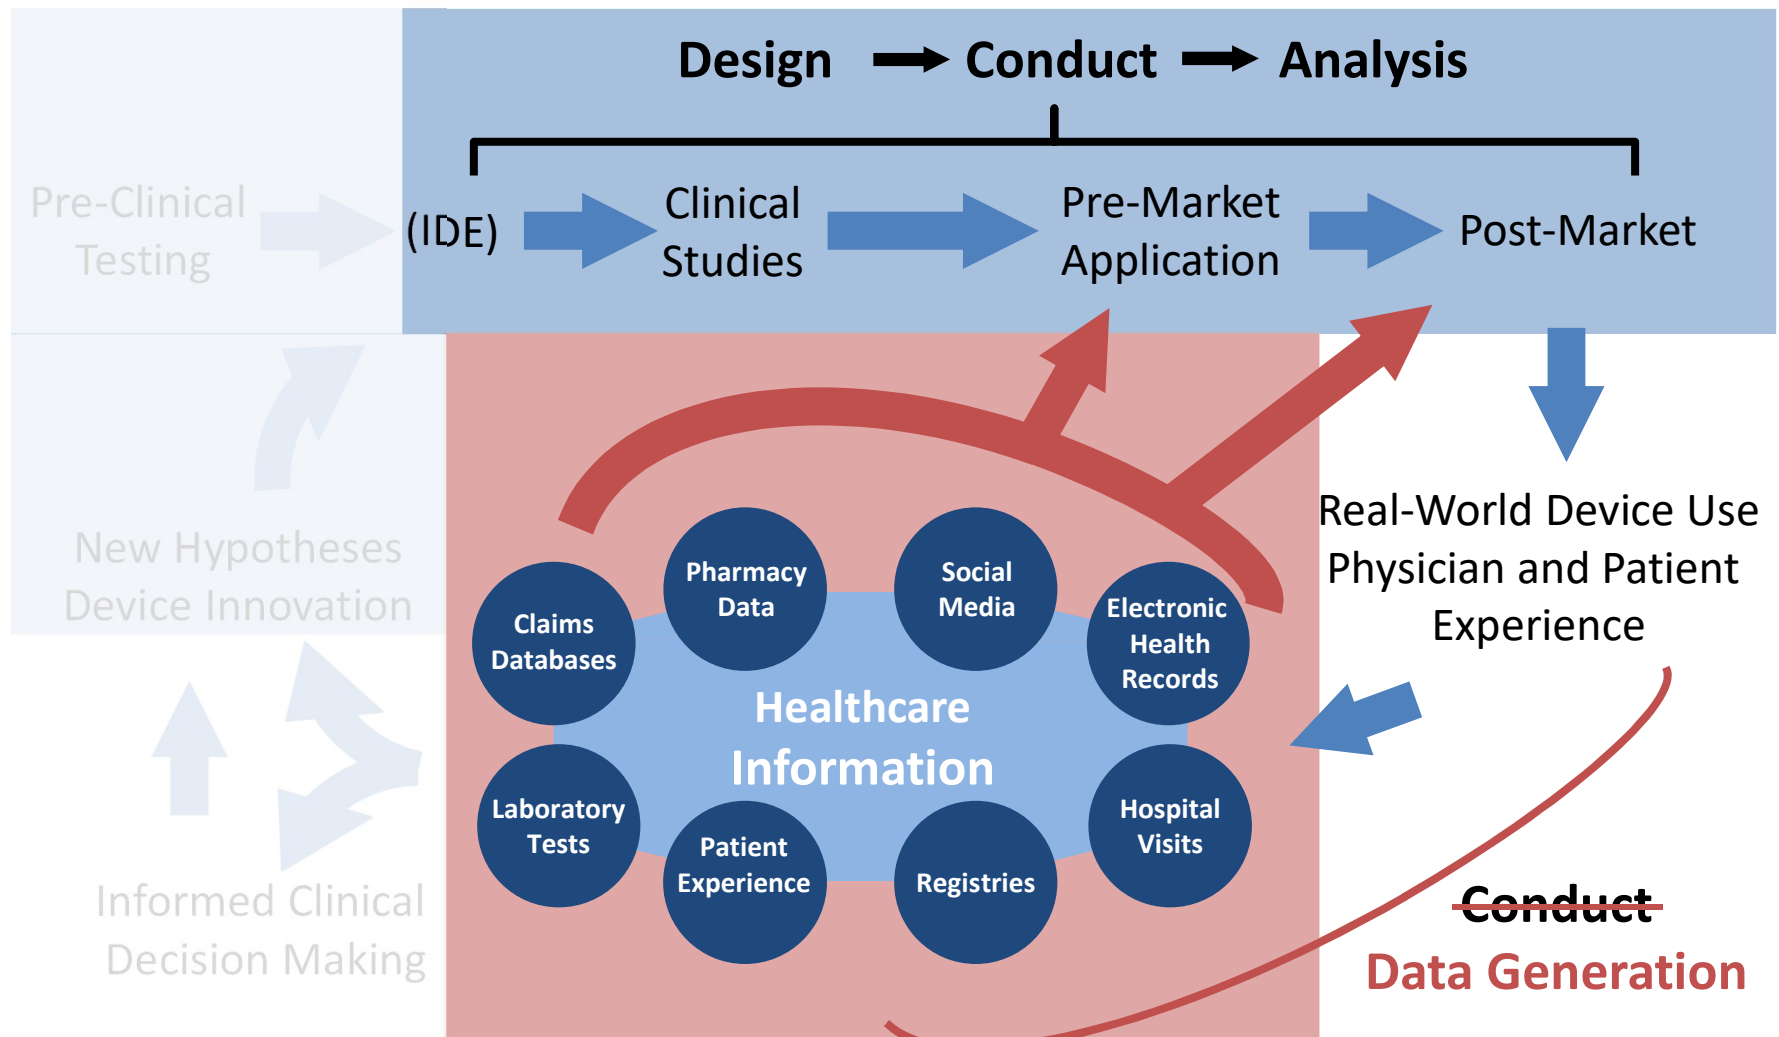 Design Conduct Analysis
Pre-Clinical
Testing
(IDE)
Clinical
Studies
Pre-Market
Application
Post-Market
New Hypotheses
Device Innovation
Informed Clinical
Decision Making
Claims
Databases
Pharmacy
Data
Social
Media
Electronic
Health
Records
Healthcare
Information
Laboratory
Tests
Patient
Experience
Registries
Hospital
Visits
Real-World Device Use
Physician and Patient
Experience
Conduct
Data Generation